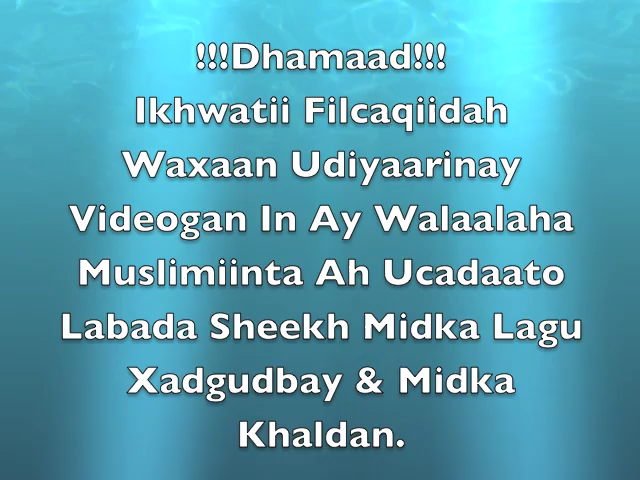 !!!Dhamaad!!!
Ikhwatii Filcaqiidah
Waxaan Udiyaarinay
Videogan In Ay Walaalaha
Muslimiinta Ah Ucadaato
Labada Sheekh Midka Lagu
Xadgudbay & Midka
Khaldan.